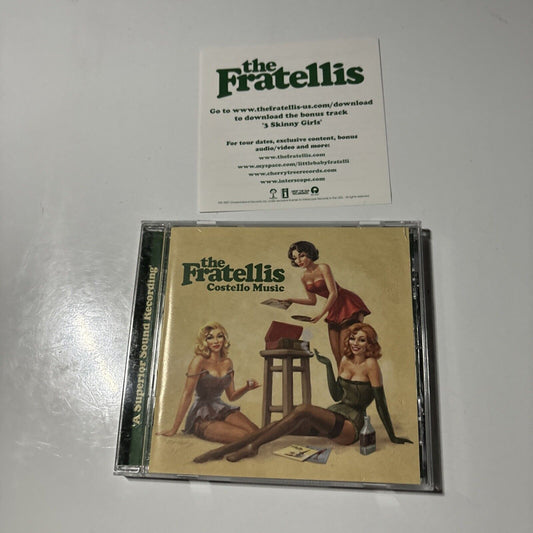 the
Fratellis
Go to www.thefratellis-us.com/download
to download the bonus track
'3 Skinny Girls'
For tour dates, exclusive content, bonus
audio/video and more:
www.thefratellis.com
www.myspace.com/littlebabyfratelli
www.cherrytreerecords.com
www.interscope.com
the
Fratellis
Costello Music
'A Superior Sound Recording'